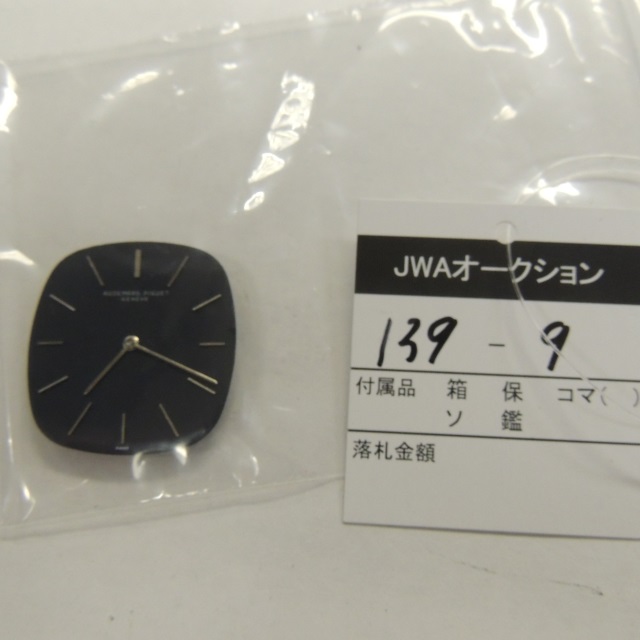 AUDEMARS PIGUET
GENEVE
JWAオークション
139 - 9
付属品 箱 保 コマ( )
ソ 鑑
落札金額